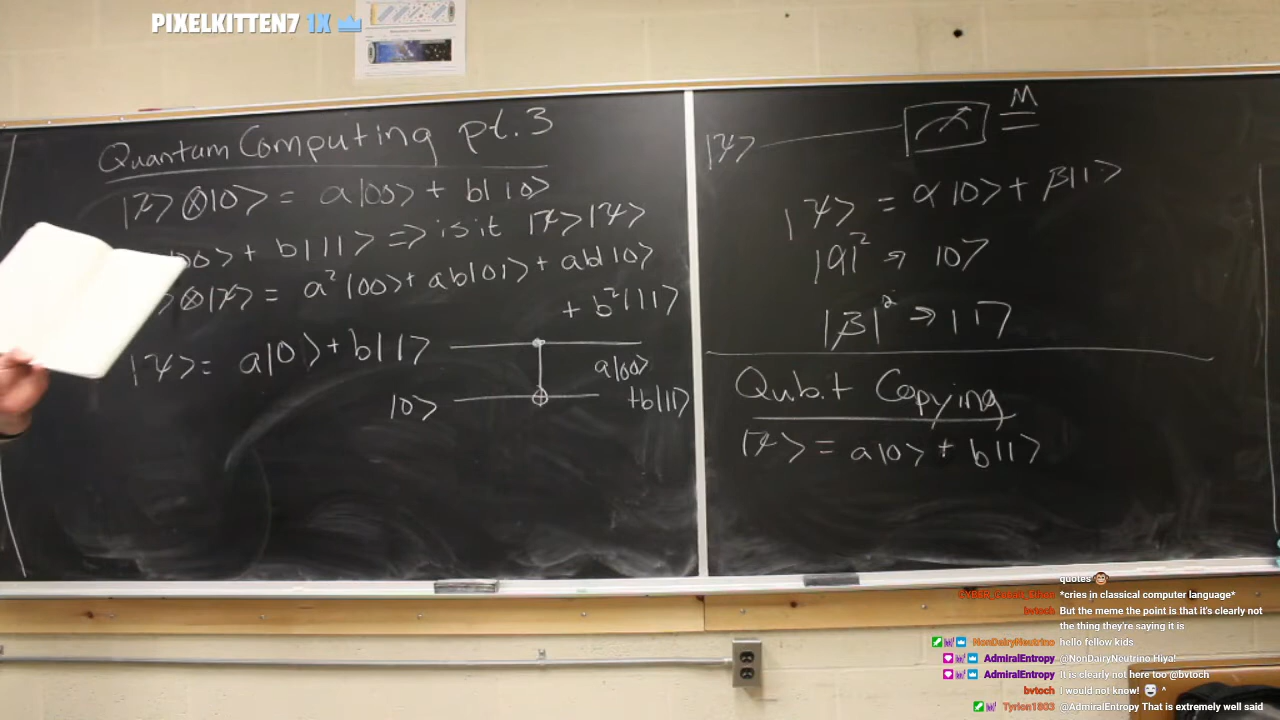 PIXELKITTEN7 1X
Quantum Computing pt.3
|ψ>⊗|0> = a|00> + b|10>
00> + b|11> => is it |ψ>|ψ>
>⊗|ψ> = a²|00> + ab|01> + ab|10>
+ b²|11>
|ψ> = a|0> + b|1>
|0>
a|00>
+b|11>
|ψ>
M
|ψ> = α|0> + β|1>
|α|² → |0>
|β|² → |1>
Qubit Copying
|ψ> = a|0> + b|1>
quotes
*cries in classical computer language*
bvtoch But the meme the point is that it's clearly not
the thing they're saying it is
NonDairyNeutrino hello fellow kids
AdmiralEntropy @NonDairyNeutrino Hiya!
AdmiralEntropy It is clearly not here too @bvtoch
bvtoch I would not know! ^
Tyrion1803 @AdmiralEntropy That is extremely well said